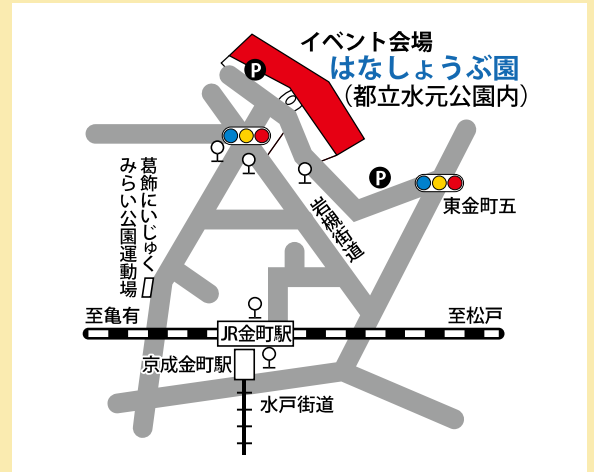 イベント会場
はなしょうぶ園
（都立水元公園内）
P
P
東金町五
葛飾にいじゅく
みらい公園運動場
岩槻街道
至亀有
至松戸
JR金町駅
京成金町駅
水戸街道